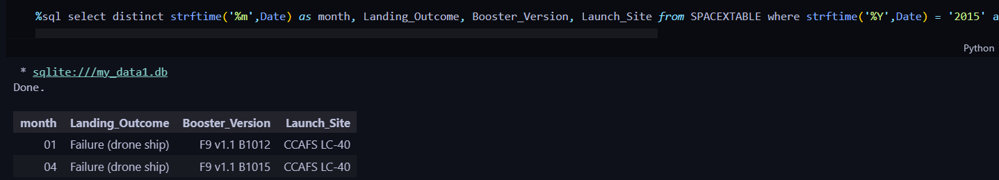 %sql select distinct strftime('%m',Date) as month, Landing_Outcome, Booster_Version, Launch_Site from SPACEXTABLE where strftime('%Y',Date) = '2015' a
Python
* sqlite:///my_data1.db
Done.
month Landing_Outcome Booster_Version Launch_Site
01 Failure (drone ship) F9 v1.1 B1012 CCAFS LC-40
04 Failure (drone ship) F9 v1.1 B1015 CCAFS LC-40